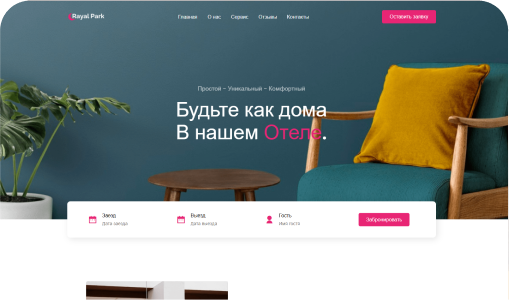 Rayal Park
Главная О нас Сервис Отзывы Контакты
Оставить заявку
Простой - Уникальный - Комфортный
Будьте как дома
В нашем Отеле.
Заезд
Дата заезда
Выезд
Дата выезда
Гость
Имя гостя
Забронировать